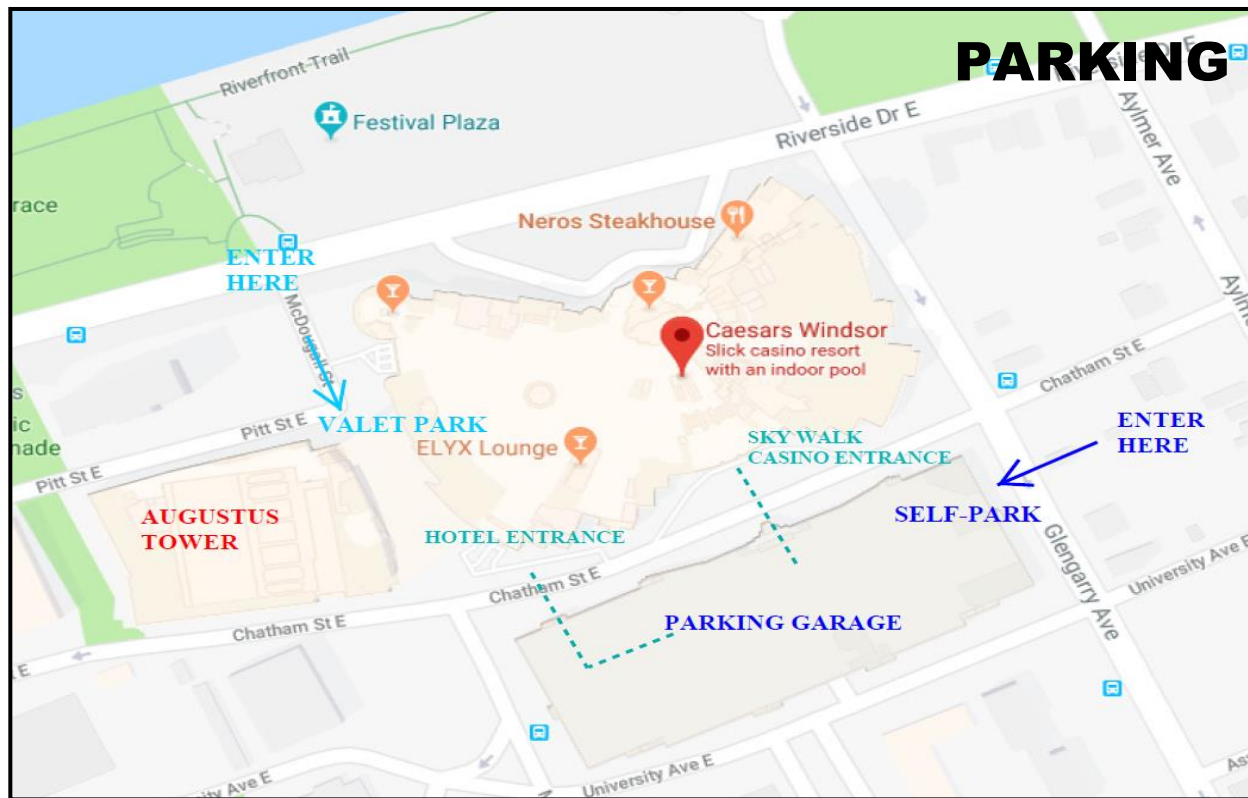 PARKING
Riverside Dr E
Riverfront Trail
Festival Plaza
Riverside Dr E
Aylmer Ave
race
Neros Steakhouse
ENTER
HERE
McDougall St
Caesars Windsor
Slick casino resort
with an indoor pool
Chatham St E
s
ic
nade
Pitt St E
VALET PARK
ELYX Lounge
SKY WALK
CASINO ENTRANCE
ENTER
HERE
Pitt St E
AUGUSTUS
TOWER
SELF-PARK
HOTEL ENTRANCE
Glengarry Ave
University Ave E
Chatham St E
PARKING GARAGE
Chatham St E
E
University Ave E